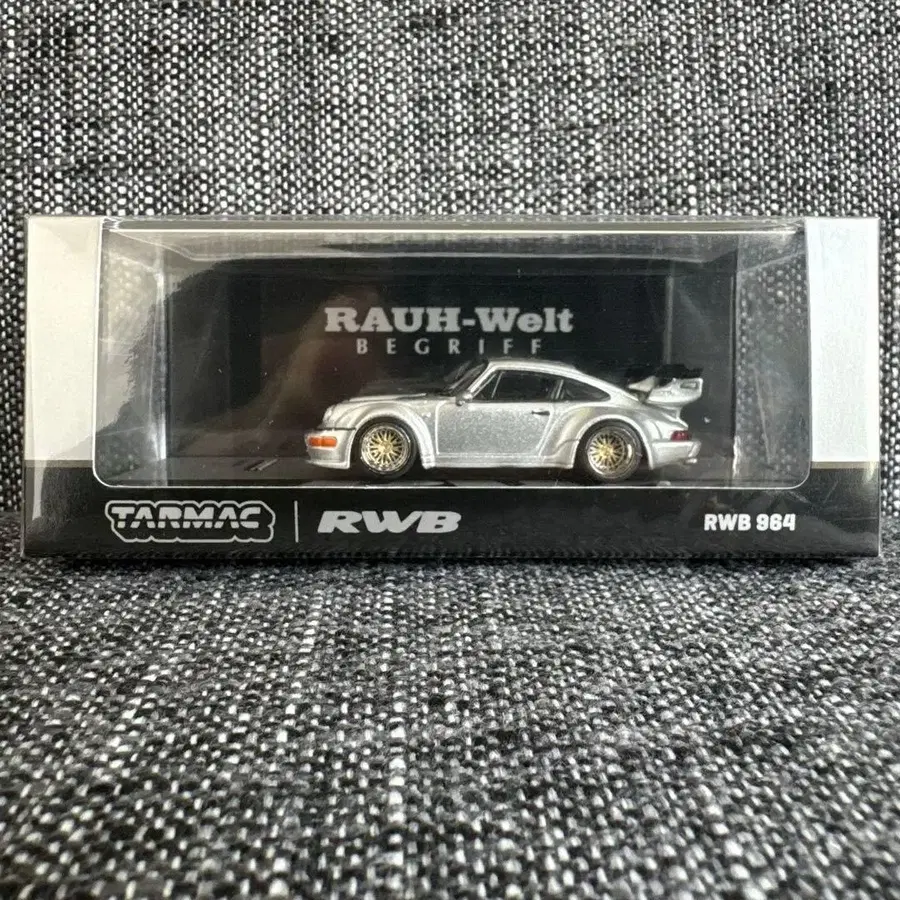 RAUH-Welt
BEGRIFF
TARMAC | RWB RWB 964